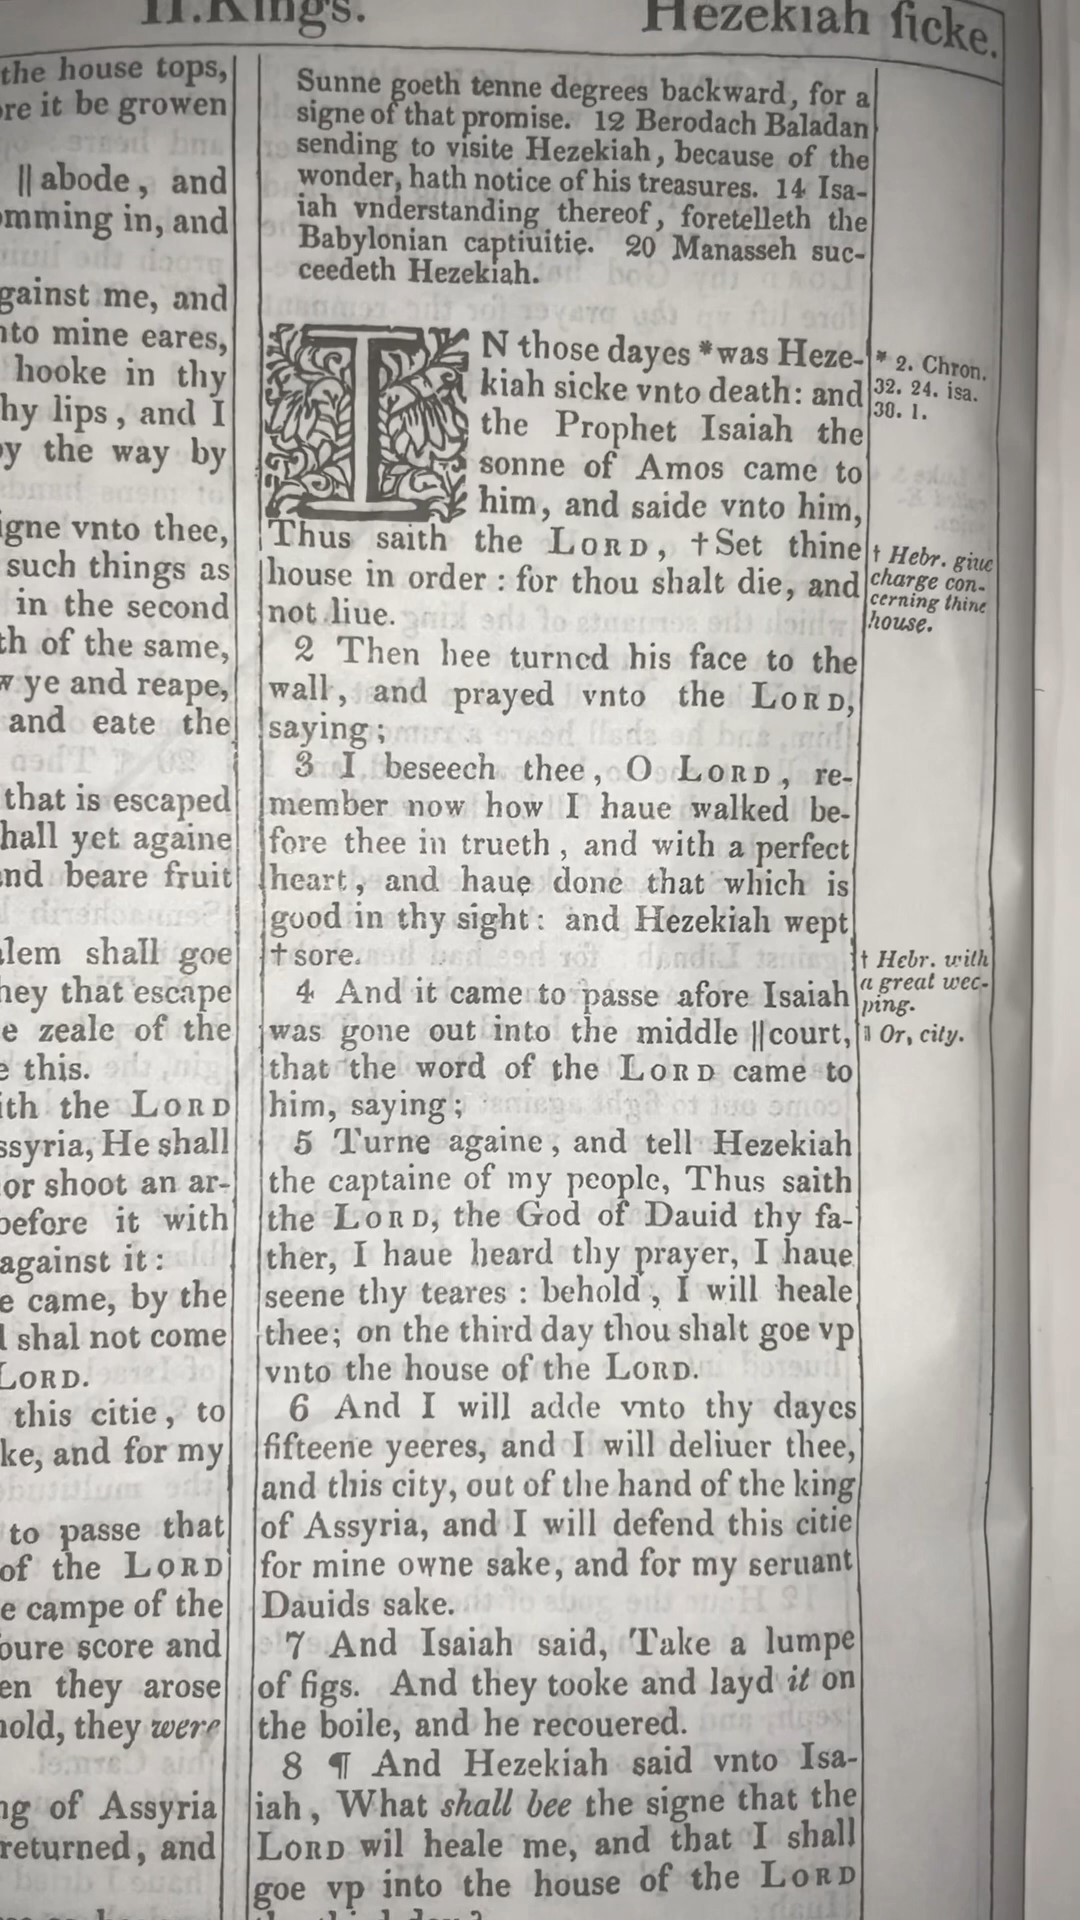 II.Kings.
Hezekiah ſicke.
the house tops,
it be growen
|| abode, and
in, and
me, and
mine eares,
hooke in thy
lips, and I
the way by
vnto thee,
such things as
in the second
of the same,
ye and reape,
and eate the
that is escaped
yet againe
beare fruit
shall goe
that escape
zeale of the
this.
the LORD
He shall
or shoot an ar-
before it with
against it:
came, by the
shal not come
LORD.
this citie, to
and for my
to passe that
of the LORD
campe of the
score and
they arose
they were
of Assyria
returned, and
Sunne goeth tenne degrees backward, for a
signe of that promise. 12 Berodach Baladan
sending to visite Hezekiah, because of the
wonder, hath notice of his treasures. 14 Isa-
iah vnderstanding thereof, foretelleth the
Babylonian captiuitie. 20 Manasseh suc-
ceedeth Hezekiah.
IN those dayes *was Heze-
kiah sicke vnto death: and
the Prophet Isaiah the
sonne of Amos came to
him, and saide vnto him,
Thus saith the LORD, †Set thine
house in order: for thou shalt die, and
not liue.
2 Then hee turned his face to the
wall, and prayed vnto the LORD,
saying;
3 I beseech thee, O LORD, re-
member now how I haue walked be-
fore thee in trueth, and with a perfect
heart, and haue done that which is
good in thy sight: and Hezekiah wept
†sore.
4 And it came to passe afore Isaiah
was gone out into the middle ||court,
that the word of the LORD came to
him, saying;
5 Turne againe, and tell Hezekiah
the captaine of my people, Thus saith
the LORD, the God of Dauid thy fa-
ther, I haue heard thy prayer, I haue
seene thy teares: behold, I will heale
thee; on the third day thou shalt goe vp
vnto the house of the LORD.
6 And I will adde vnto thy dayes
fifteene yeeres, and I will deliuer thee,
and this city, out of the hand of the king
of Assyria, and I will defend this citie
for mine owne sake, and for my seruant
Dauids sake.
7 And Isaiah said, Take a lumpe
of figs. And they tooke and layd it on
the boile, and he recouered.
8 ¶ And Hezekiah said vnto Isa-
iah, What shall bee the signe that the
LORD wil heale me, and that I shall
goe vp into the house of the LORD
* 2. Chron.
32. 24. isa.
38. 1.
† Hebr. giue
charge con-
cerning thine
house.
† Hebr. with
a great wee-
ping.
|| Or, city.